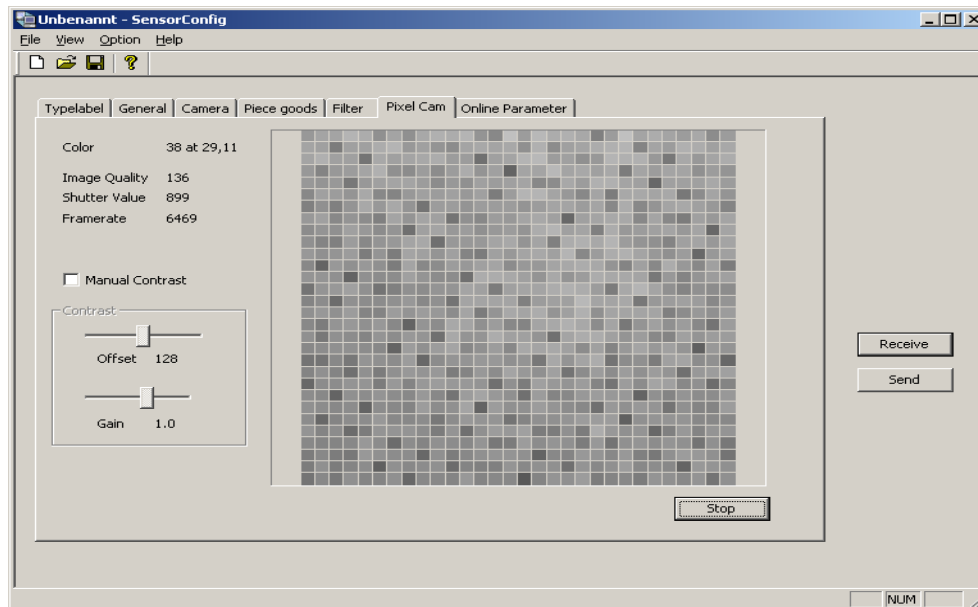 Unbenannt - SensorConfig
File View Option Help
Typelabel General Camera Piece goods Filter Pixel Cam Online Parameter
Color 38 at 29,11
Image Quality 136
Shutter Value 899
Framerate 6469
Manual Contrast
Contrast
Offset 128
Gain 1.0
Receive
Send
Stop
NUM